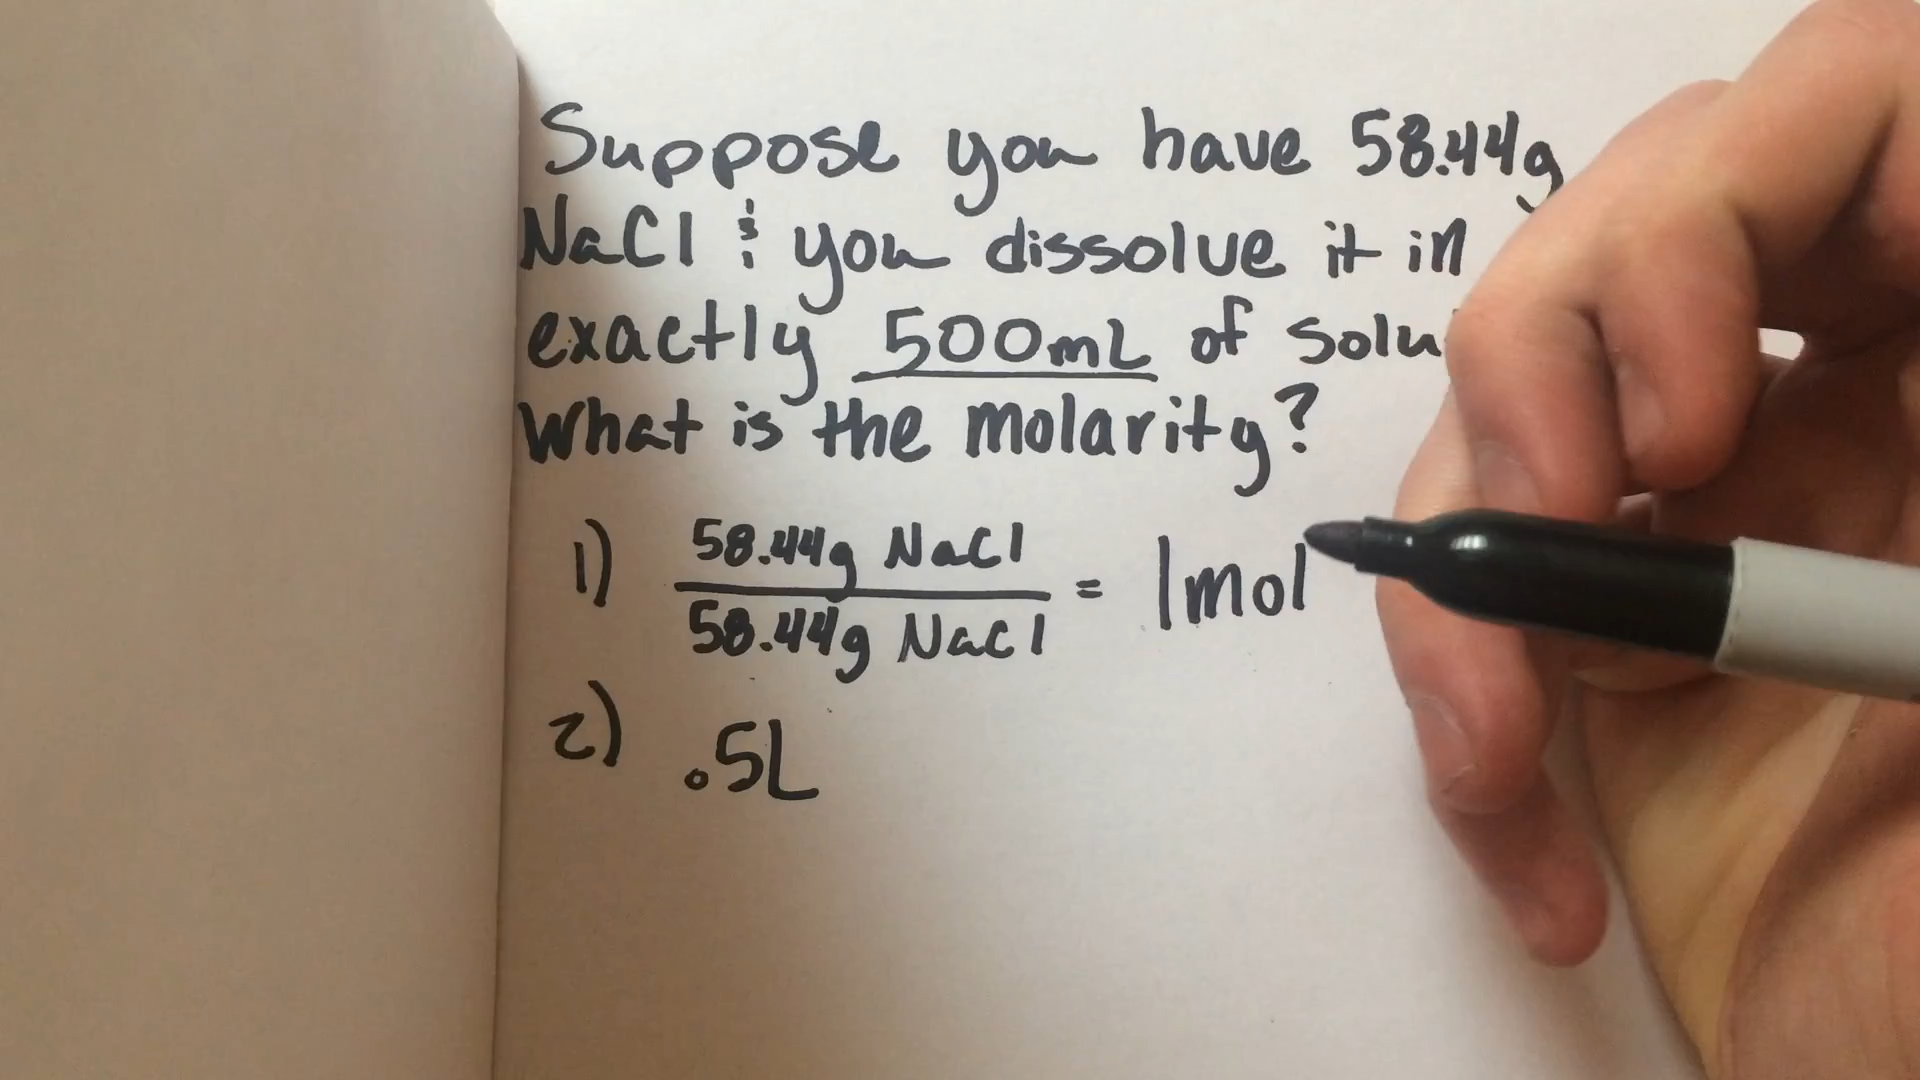 Suppose you have 58.44g
NaCl & you dissolve it in
exactly 500mL of
What is the molarity?
1) 58.44g NaCl
58.44g NaCl
= 1mol
2) .5L